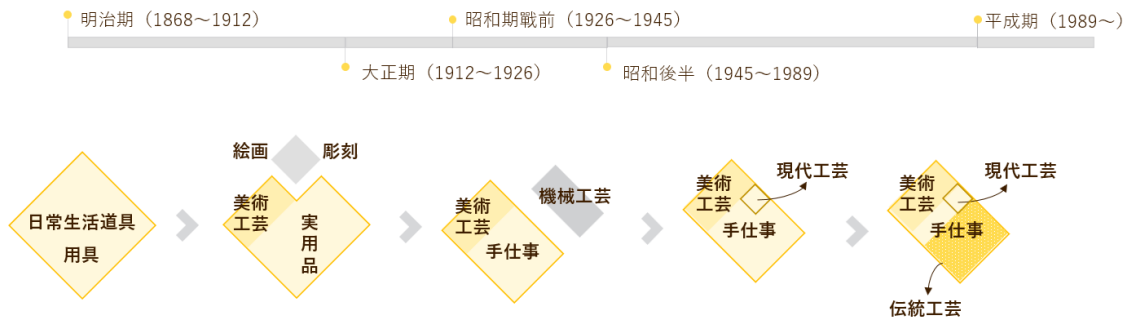 明治期（1868～1912）
昭和期戦前（1926～1945）
平成期（1989～）
大正期（1912～1926）
昭和後半（1945～1989）
日常生活道具
用具
絵画
彫刻
美術
工芸
実用品
機械工芸
美術
工芸
手仕事
現代工芸
美術
工芸
手仕事
現代工芸
美術
工芸
手仕事
伝統工芸